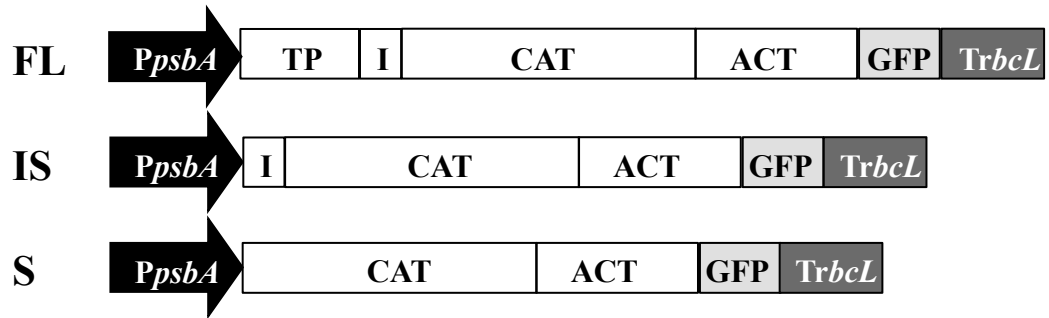 FL PpsbA TP I CAT ACT GFP TrbcL
IS PpsbA I CAT ACT GFP TrbcL
S PpsbA CAT ACT GFP TrbcL